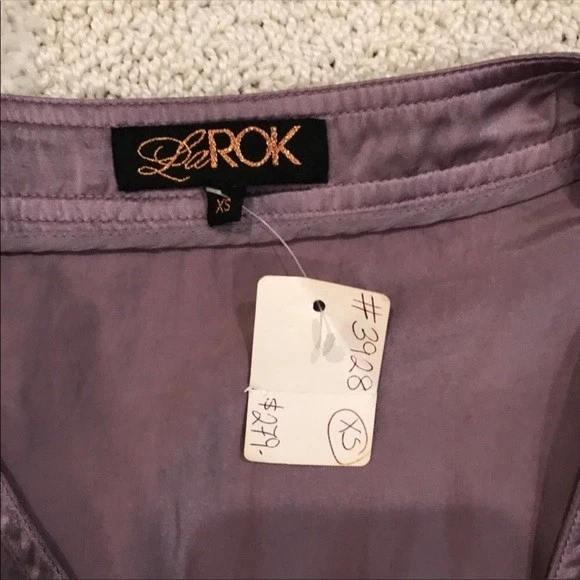 LaROK
XS
#3928
XS
$279.